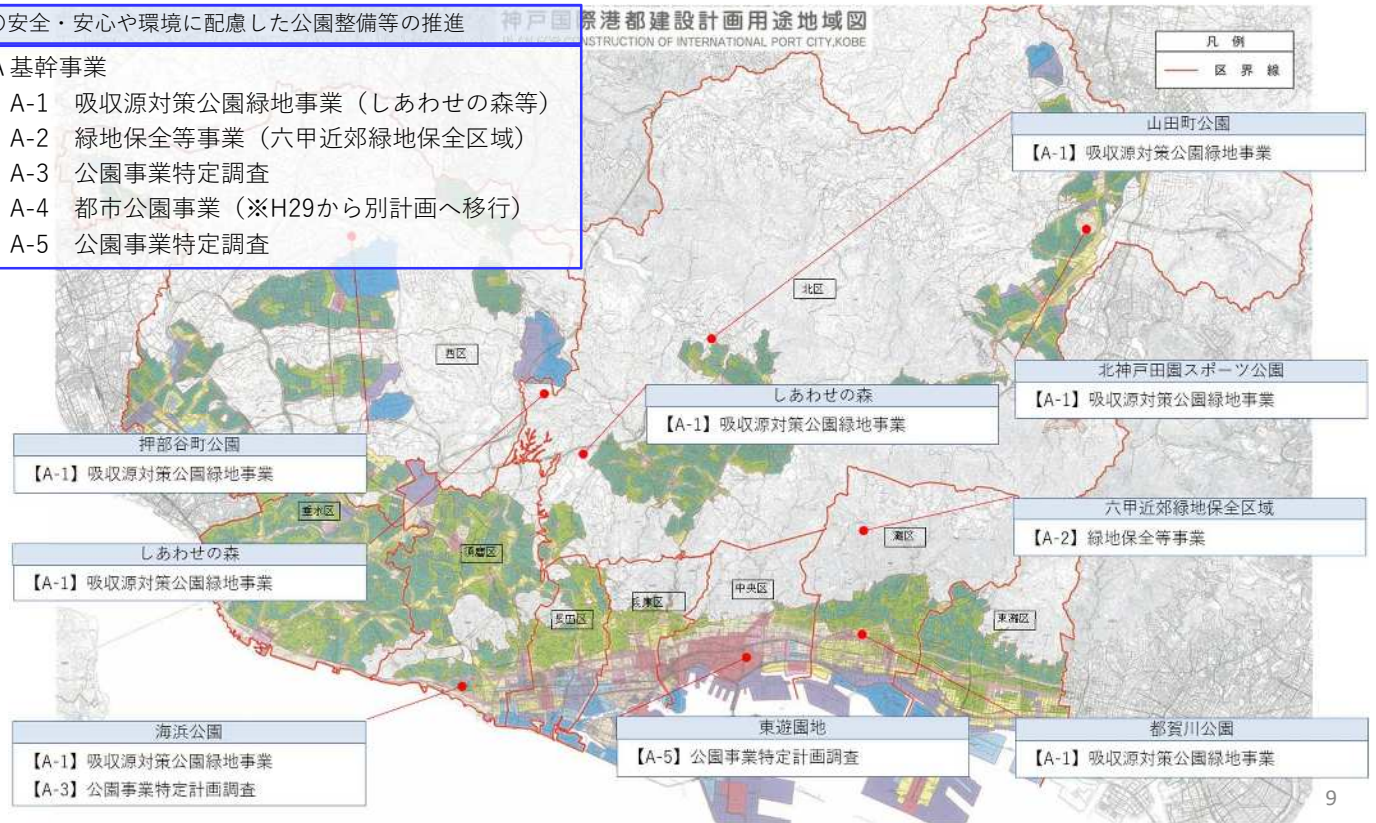 の安全・安心や環境に配慮した公園整備等の推進
A 基幹事業
A-1 吸収源対策公園緑地事業（しあわせの森等）
A-2 緑地保全等事業（六甲近郊緑地保全区域）
A-3 公園事業特定調査
A-4 都市公園事業（※H29から別計画へ移行）
A-5 公園事業特定調査
神戸国際港都建設計画用途地域図
PLAN FOR CONSTRUCTION OF INTERNATIONAL PORT CITY,KOBE
凡 例
区 界 線
山田町公園
【A-1】吸収源対策公園緑地事業
北区
西区
北神戸田園スポーツ公園
【A-1】吸収源対策公園緑地事業
しあわせの森
【A-1】吸収源対策公園緑地事業
押部谷町公園
【A-1】吸収源対策公園緑地事業
垂水区
須磨区
六甲近郊緑地保全区域
【A-2】緑地保全等事業
灘区
しあわせの森
【A-1】吸収源対策公園緑地事業
中央区
兵庫区
長田区
東灘区
海浜公園
【A-1】吸収源対策公園緑地事業
【A-3】公園事業特定計画調査
東遊園地
【A-5】公園事業特定計画調査
都賀川公園
【A-1】吸収源対策公園緑地事業
9